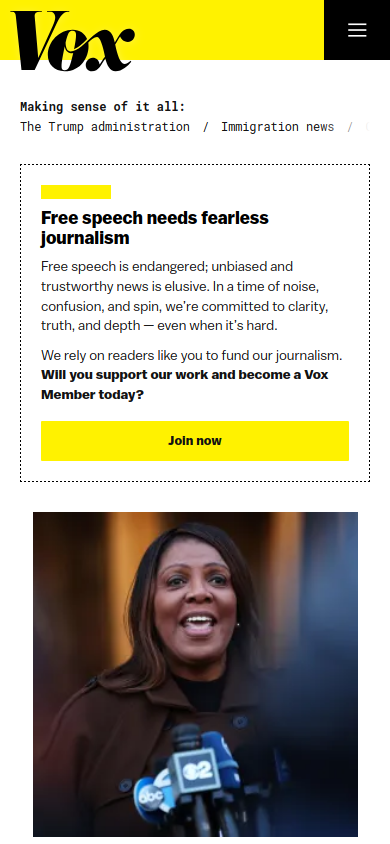 Vox
Making sense of it all:
The Trump administration / Immigration news /
Free speech needs fearless
journalism
Free speech is endangered; unbiased and
trustworthy news is elusive. In a time of noise,
confusion, and spin, we’re committed to clarity,
truth, and depth — even when it’s hard.
We rely on readers like you to fund our journalism.
Will you support our work and become a Vox
Member today?
Join now
abc
2